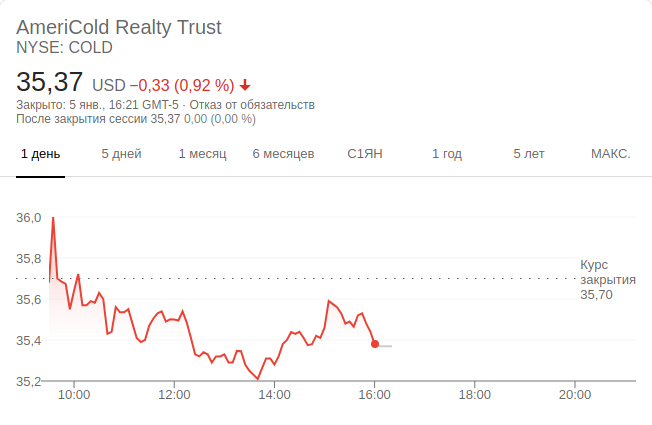 AmeriCold Realty Trust
NYSE: COLD
35,37 USD −0,33 (0,92 %)
Закрыто: 5 янв., 16:21 GMT-5 · Отказ от обязательств
После закрытия сессии 35,37 0,00 (0,00 %)
1 день 5 дней 1 месяц 6 месяцев С1ЯН 1 год 5 лет МАКС.
36,0
35,8
Курс
закрытия
35,70
35,6
35,4
35,2
10:00 12:00 14:00 16:00 18:00 20:00